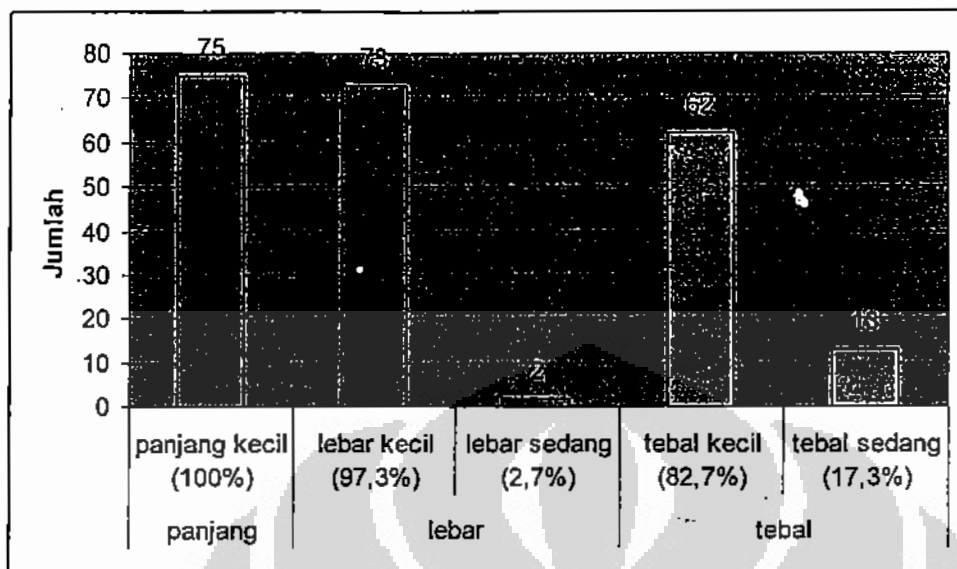 80
70
60
50
40
30
20
10
0
Jumlah
75
73
2
62
13
panjang kecil
(100%)
lebar kecil
(97,3%)
lebar sedang
(2,7%)
tebal kecil
(82,7%)
tebal sedang
(17,3%)
panjang
lebar
tebal